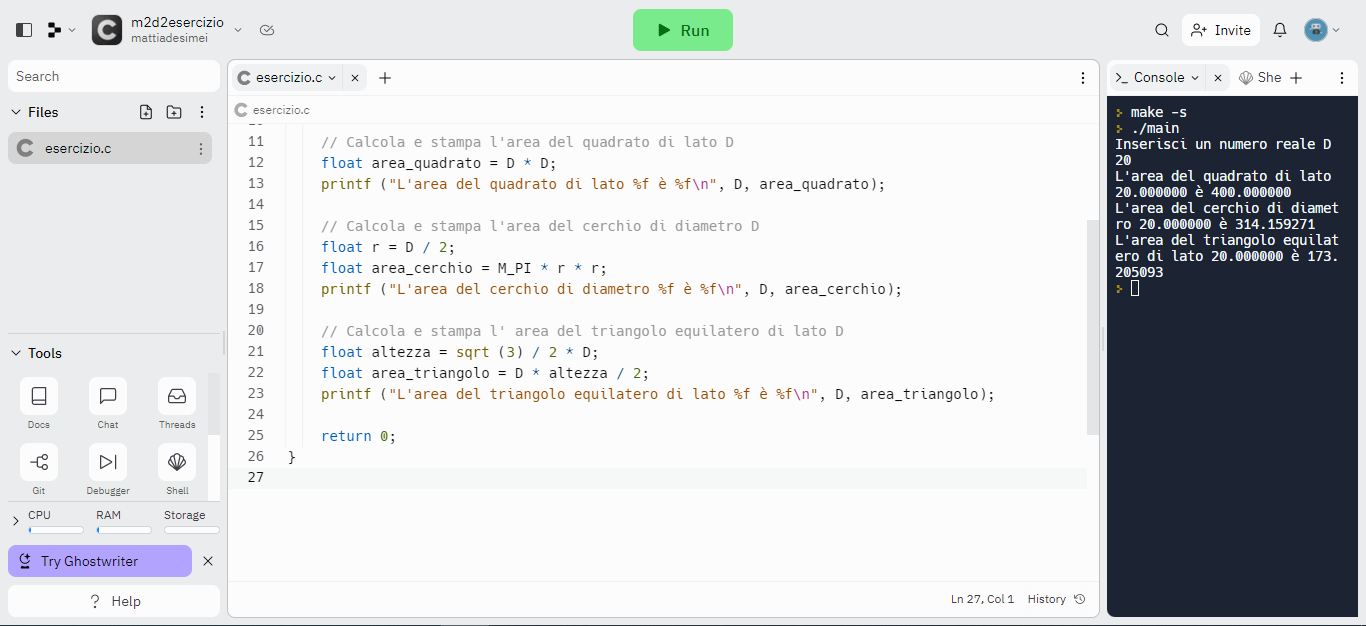 m2d2esercizio
mattiadesimei
Run
Invite
Search
Files
esercizio.c
Tools
Docs
Chat
Threads
Git
Debugger
Shell
CPU
RAM
Storage
Try Ghostwriter
? Help
esercizio.c
esercizio.c
11 // Calcola e stampa l'area del quadrato di lato D
12 float area_quadrato = D * D;
13 printf ("L'area del quadrato di lato %f è %f\n", D, area_quadrato);
14
15 // Calcola e stampa l'area del cerchio di diametro D
16 float r = D / 2;
17 float area_cerchio = M_PI * r * r;
18 printf ("L'area del cerchio di diametro %f è %f\n", D, area_cerchio);
19
20 // Calcola e stampa l' area del triangolo equilatero di lato D
21 float altezza = sqrt (3) / 2 * D;
22 float area_triangolo = D * altezza / 2;
23 printf ("L'area del triangolo equilatero di lato %f è %f\n", D, area_triangolo);
24
25 return 0;
26 }
27
Ln 27, Col 1 History
Console
She
make -s
./main
Inserisci un numero reale D
20
L'area del quadrato di lato
20.000000 è 400.000000
L'area del cerchio di diamet
ro 20.000000 è 314.159271
L'area del triangolo equilat
ero di lato 20.000000 è 173.
205093